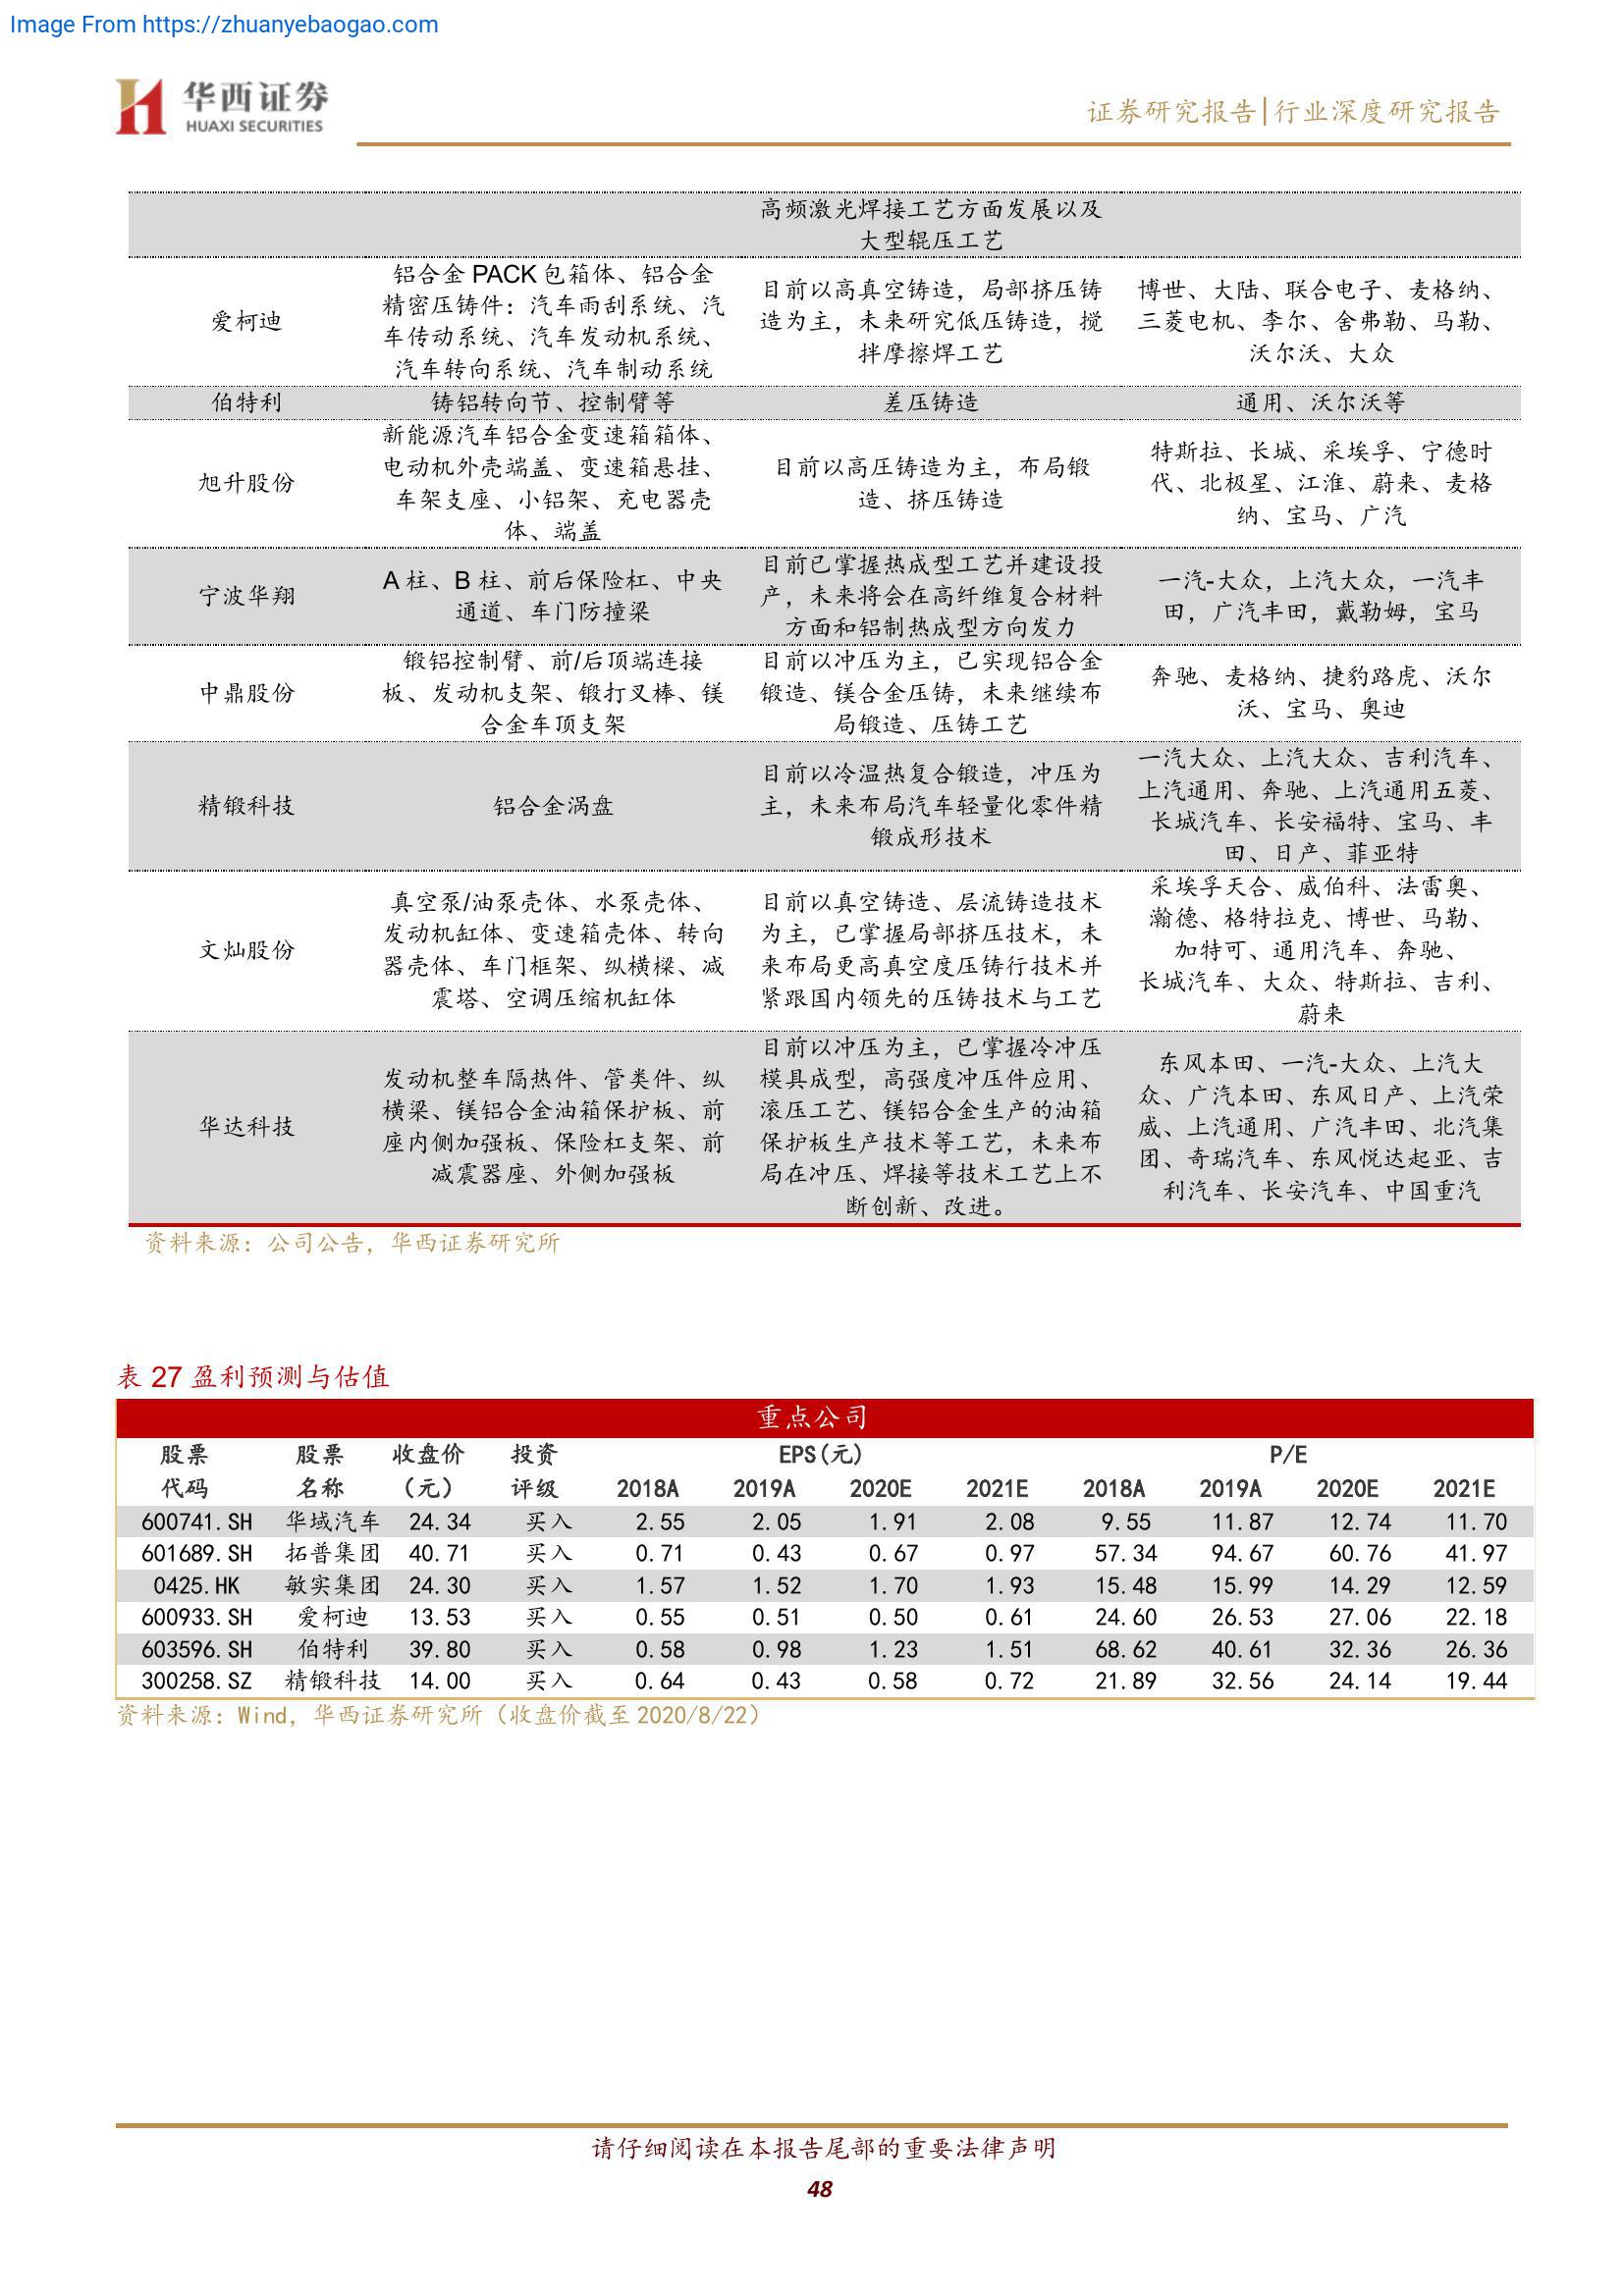 Image From https://zhuanyebaogao.com
华西证券
HUAXI SECURITIES
证券研究报告|行业深度研究报告
高频激光焊接工艺方面发展以及
大型辊压工艺
爱柯迪
铝合金 PACK 包箱体、铝合金
精密压铸件：汽车雨刮系统、汽
车传动系统、汽车发动机系统、
汽车转向系统、汽车制动系统
目前以高真空铸造，局部挤压铸
造为主，未来研究低压铸造，搅
拌摩擦焊工艺
博世、大陆、联合电子、麦格纳、
三菱电机、李尔、舍弗勒、马勒、
沃尔沃、大众
伯特利
铸铝转向节、控制臂等
差压铸造
通用、沃尔沃等
旭升股份
新能源汽车铝合金变速箱箱体、
电动机外壳端盖、变速箱悬挂、
车架支座、小铝架、充电器壳
体、端盖
目前以高压铸造为主，布局锻
造、挤压铸造
特斯拉、长城、采埃孚、宁德时
代、北极星、江淮、蔚来、麦格
纳、宝马、广汽
宁波华翔
A 柱、B 柱、前后保险杠、中央
通道、车门防撞梁
目前已掌握热成型工艺并建设投
产，未来将会在高纤维复合材料
方面和铝制热成型方向发力
一汽-大众，上汽大众，一汽丰
田，广汽丰田，戴勒姆，宝马
中鼎股份
锻铝控制臂、前/后顶端连接
板、发动机支架、锻打叉棒、镁
合金车顶支架
目前以冲压为主，已实现铝合金
锻造、镁合金压铸，未来继续布
局锻造、压铸工艺
奔驰、麦格纳、捷豹路虎、沃尔
沃、宝马、奥迪
精锻科技
铝合金涡盘
目前以冷温热复合锻造，冲压为
主，未来布局汽车轻量化零件精
锻成形技术
一汽大众、上汽大众、吉利汽车、
上汽通用、奔驰、上汽通用五菱、
长城汽车、长安福特、宝马、丰
田、日产、菲亚特
文灿股份
真空泵/油泵壳体、水泵壳体、
发动机缸体、变速箱壳体、转向
器壳体、车门框架、纵横樑、减
震塔、空调压缩机缸体
目前以真空铸造、层流铸造技术
为主，已掌握局部挤压技术，未
来布局更高真空度压铸行技术并
紧跟国内领先的压铸技术与工艺
采埃孚天合、威伯科、法雷奥、
瀚德、格特拉克、博世、马勒、
加特可、通用汽车、奔驰、
长城汽车、大众、特斯拉、吉利、
蔚来
华达科技
发动机整车隔热件、管类件、纵
横梁、镁铝合金油箱保护板、前
座内侧加强板、保险杠支架、前
减震器座、外侧加强板
目前以冲压为主，已掌握冷冲压
模具成型，高强度冲压件应用、
滚压工艺、镁铝合金生产的油箱
保护板生产技术等工艺，未来布
局在冲压、焊接等技术工艺上不
断创新、改进。
东风本田、一汽-大众、上汽大
众、广汽本田、东风日产、上汽荣
威、上汽通用、广汽丰田、北汽集
团、奇瑞汽车、东风悦达起亚、吉
利汽车、长安汽车、中国重汽
资料来源：公司公告，华西证券研究所
表 27 盈利预测与估值
重点公司
股票 股票 收盘价 投资 EPS(元) P/E
代码 名称 （元） 评级 2018A 2019A 2020E 2021E 2018A 2019A 2020E 2021E
600741.SH 华域汽车 24.34 买入 2.55 2.05 1.91 2.08 9.55 11.87 12.74 11.70
601689.SH 拓普集团 40.71 买入 0.71 0.43 0.67 0.97 57.34 94.67 60.76 41.97
0425.HK 敏实集团 24.30 买入 1.57 1.52 1.70 1.93 15.48 15.99 14.29 12.59
600933.SH 爱柯迪 13.53 买入 0.55 0.51 0.50 0.61 24.60 26.53 27.06 22.18
603596.SH 伯特利 39.80 买入 0.58 0.98 1.23 1.51 68.62 40.61 32.36 26.36
300258.SZ 精锻科技 14.00 买入 0.64 0.43 0.58 0.72 21.89 32.56 24.14 19.44
资料来源：Wind，华西证券研究所（收盘价截至 2020/8/22）
请仔细阅读在本报告尾部的重要法律声明
48